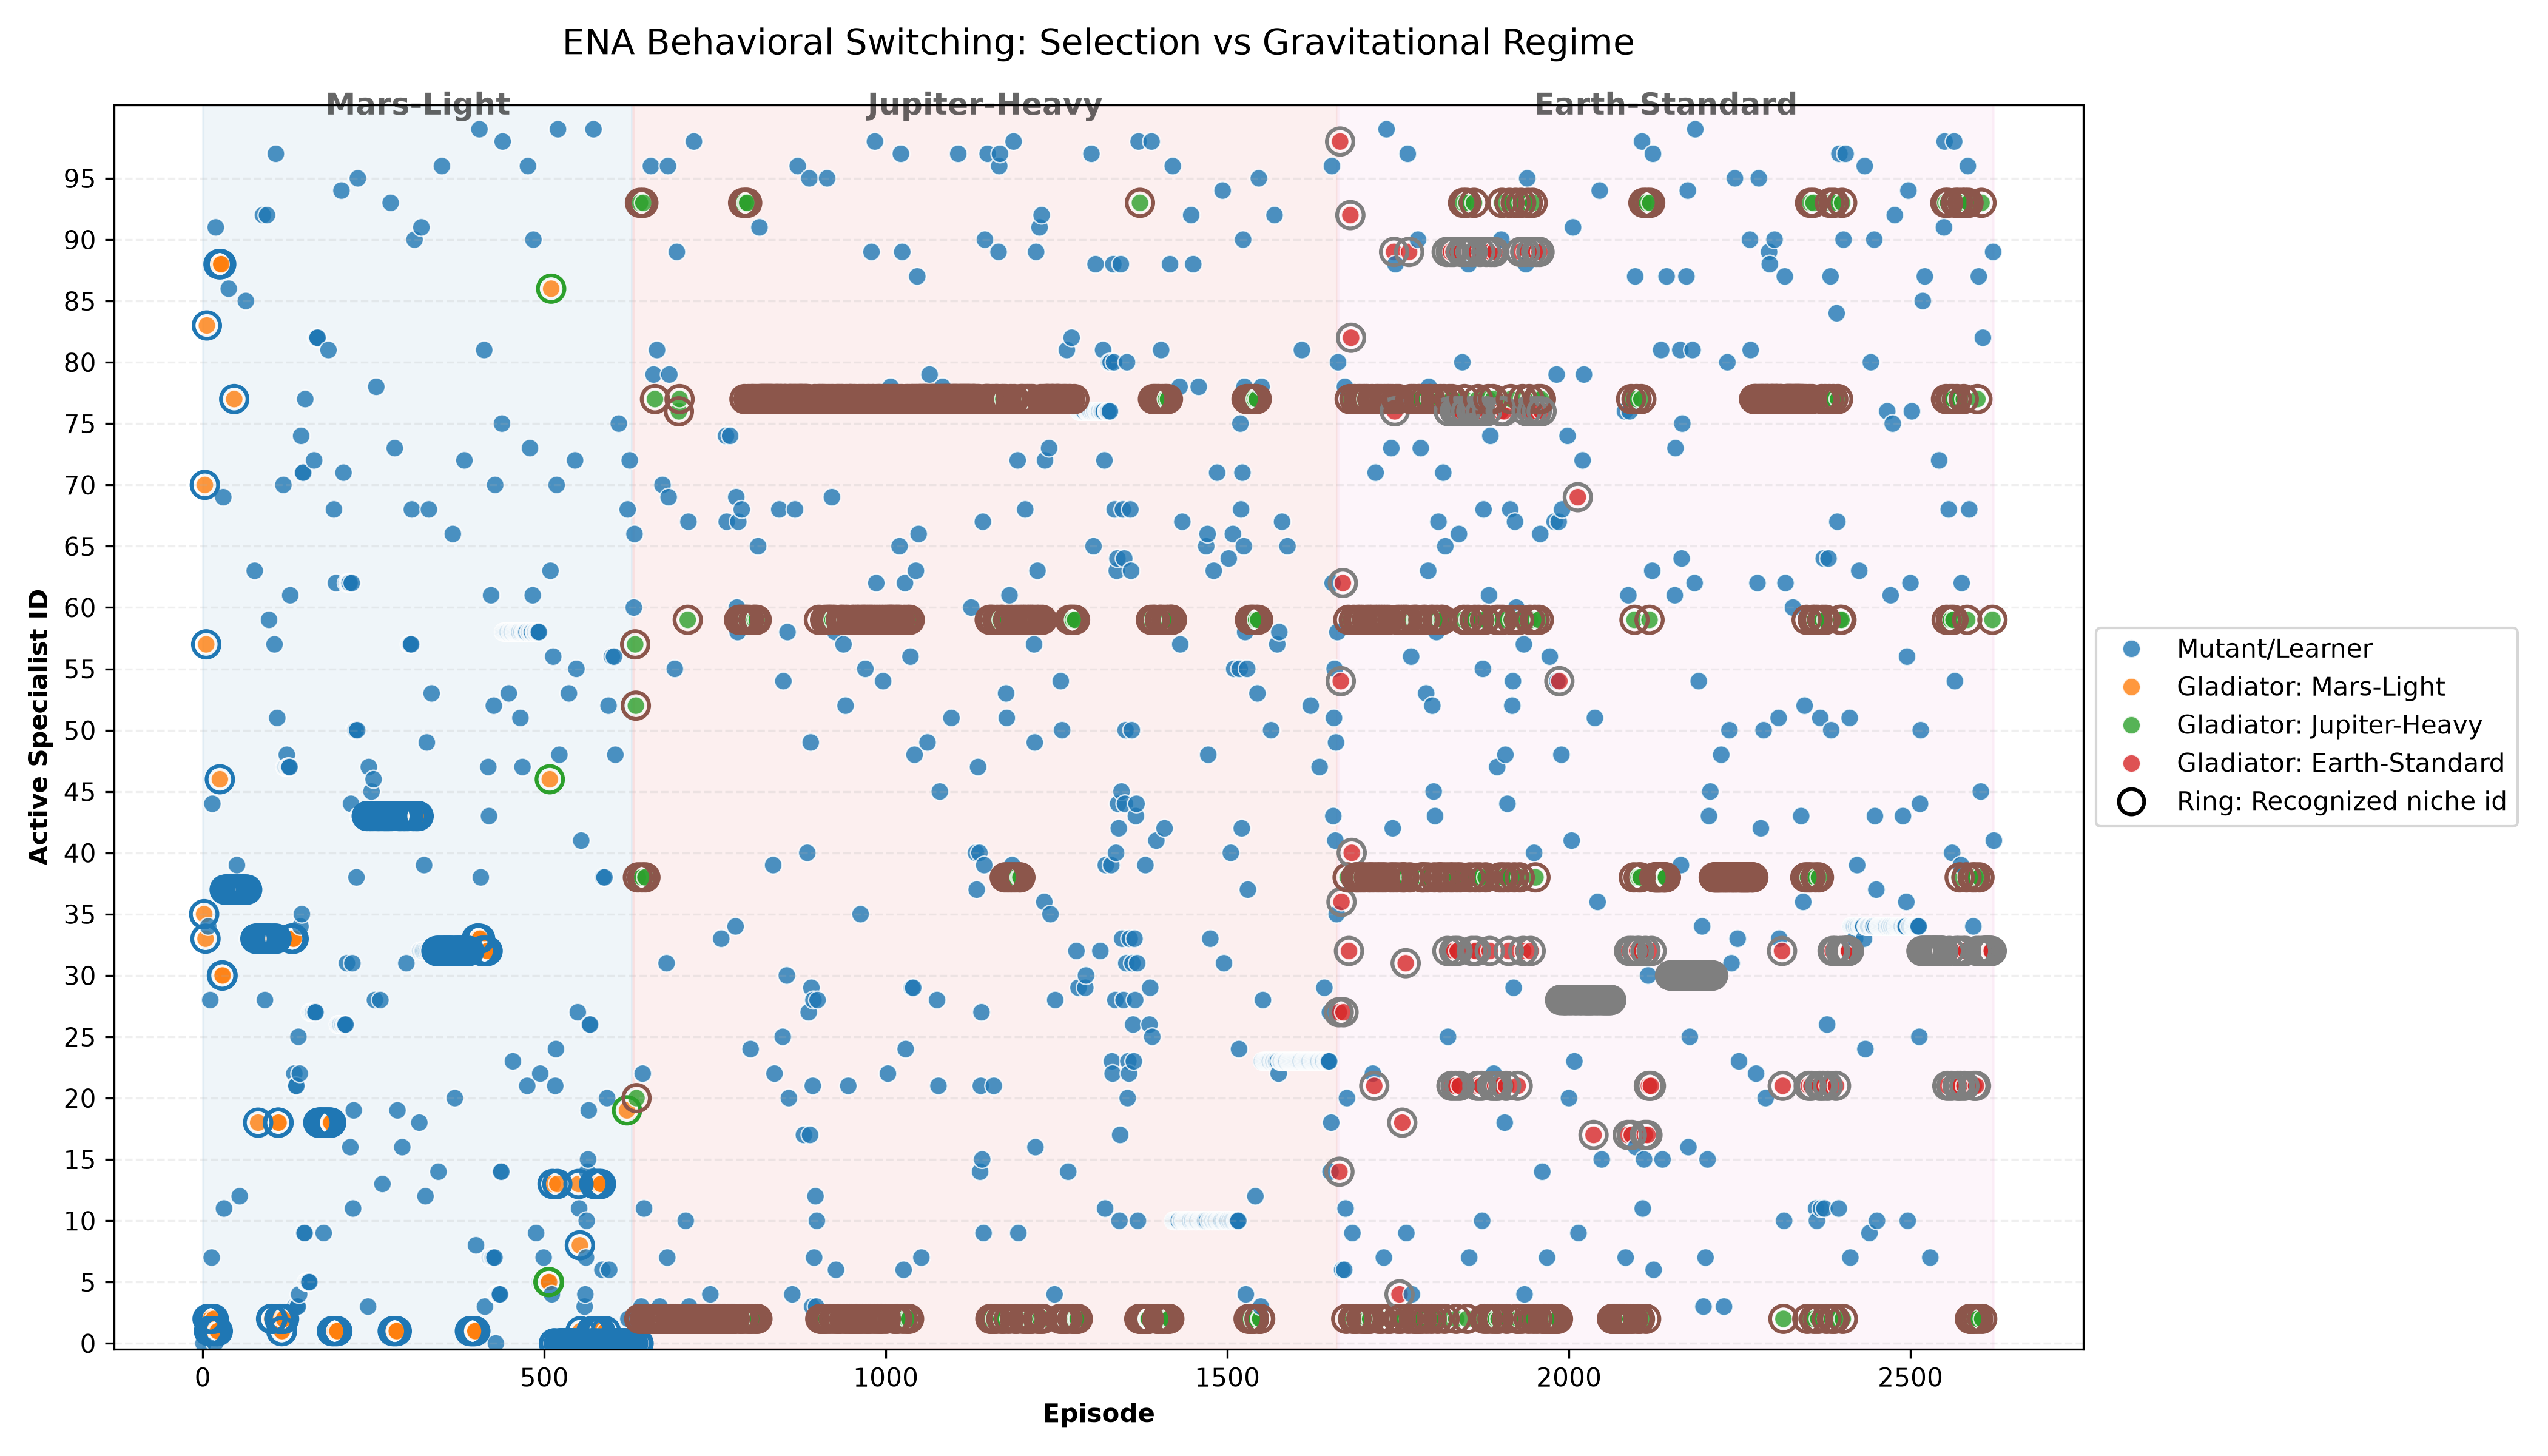 ENA Behavioral Switching: Selection vs Gravitational Regime
Mars-Light
Jupiter-Heavy
Earth-Standard
95
90
85
80
75
70
65
60
55
50
45
40
35
30
25
20
15
10
5
0
Active Specialist ID
0
500
1000
1500
2000
2500
Episode
Mutant/Learner
Gladiator: Mars-Light
Gladiator: Jupiter-Heavy
Gladiator: Earth-Standard
Ring: Recognized niche id